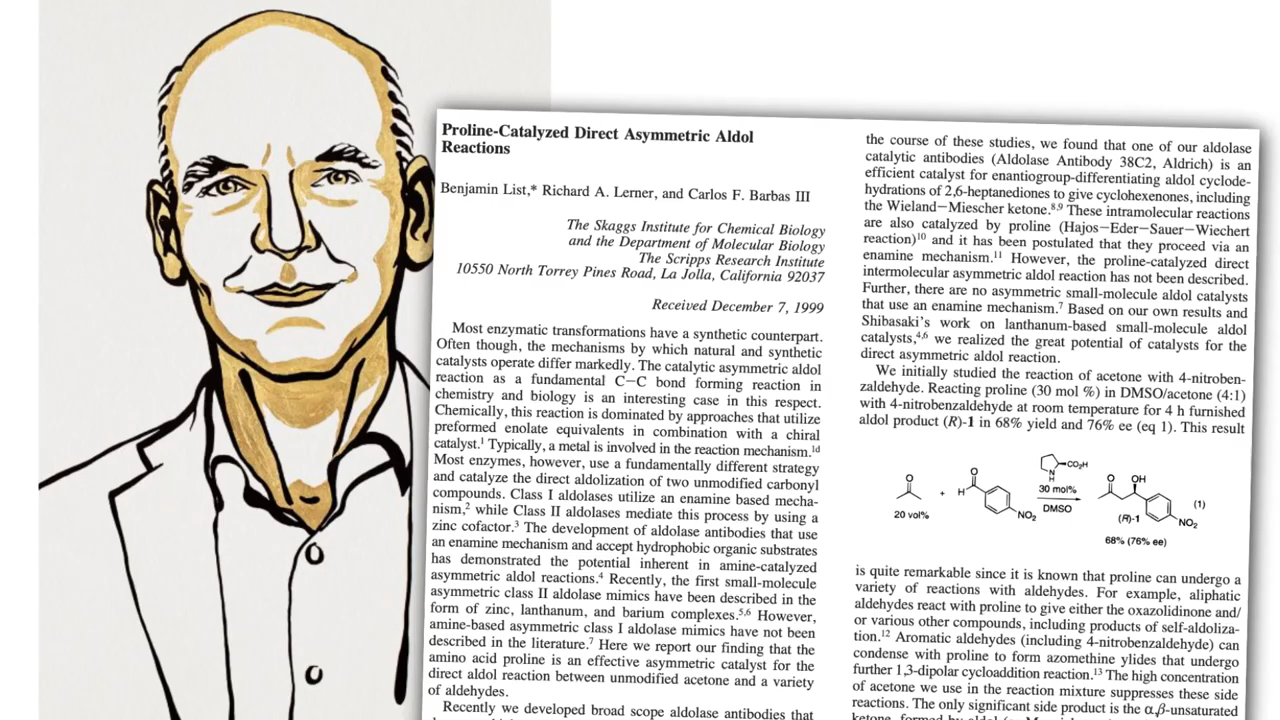 Proline-Catalyzed Direct Asymmetric Aldol
Reactions
Benjamin List,* Richard A. Lerner, and Carlos F. Barbas III
The Skaggs Institute for Chemical Biology
and the Department of Molecular Biology
The Scripps Research Institute
10550 North Torrey Pines Road, La Jolla, California 92037
Received December 7, 1999
Most enzymatic transformations have a synthetic counterpart.
Often though, the mechanisms by which natural and synthetic
catalysts operate differ markedly. The catalytic asymmetric aldol
reaction as a fundamental C−C bond forming reaction in
chemistry and biology is an interesting case in this respect.
Chemically, this reaction is dominated by approaches that utilize
preformed enolate equivalents in combination with a chiral
catalyst.1 Typically, a metal is involved in the reaction mechanism.1d
Most enzymes, however, use a fundamentally different strategy
and catalyze the direct aldolization of two unmodified carbonyl
compounds. Class I aldolases utilize an enamine based mecha-
nism,2 while Class II aldolases mediate this process by using a
zinc cofactor.3 The development of aldolase antibodies that use
an enamine mechanism and accept hydrophobic organic substrates
has demonstrated the potential inherent in amine-catalyzed
asymmetric aldol reactions.4 Recently, the first small-molecule
asymmetric class II aldolase mimics have been described in the
form of zinc, lanthanum, and barium complexes.5,6 However,
amine-based asymmetric class I aldolase mimics have not been
described in the literature.7 Here we report our finding that the
amino acid proline is an effective asymmetric catalyst for the
direct aldol reaction between unmodified acetone and a variety
of aldehydes.
Recently we developed broad scope aldolase antibodies that
the course of these studies, we found that one of our aldolase
catalytic antibodies (Aldolase Antibody 38C2, Aldrich) is an
efficient catalyst for enantiogroup-differentiating aldol cyclode-
hydrations of 2,6-heptanediones to give cyclohexenones, including
the Wieland−Miescher ketone.8,9 These intramolecular reactions
are also catalyzed by proline (Hajos−Eder−Sauer−Wiechert
reaction)10 and it has been postulated that they proceed via an
enamine mechanism.11 However, the proline-catalyzed direct
intermolecular asymmetric aldol reaction has not been described.
Further, there are no asymmetric small-molecule aldol catalysts
that use an enamine mechanism.7 Based on our own results and
Shibasaki's work on lanthanum-based small-molecule aldol
catalysts,4,6 we realized the great potential of catalysts for the
direct asymmetric aldol reaction.
We initially studied the reaction of acetone with 4-nitroben-
zaldehyde. Reacting proline (30 mol %) in DMSO/acetone (4:1)
with 4-nitrobenzaldehyde at room temperature for 4 h furnished
aldol product (R)-1 in 68% yield and 76% ee (eq 1). This result
O
+
20 vol%
O
H
NO2
N
H
CO2H
30 mol%
DMSO
O OH
NO2
(R)-1
68% (76% ee)
(1)
is quite remarkable since it is known that proline can undergo a
variety of reactions with aldehydes. For example, aliphatic
aldehydes react with proline to give either the oxazolidinone and/
or various other compounds, including products of self-aldoliza-
tion.12 Aromatic aldehydes (including 4-nitrobenzaldehyde) can
condense with proline to form azomethine ylides that undergo
further 1,3-dipolar cycloaddition reaction.13 The high concentration
of acetone we use in the reaction mixture suppresses these side
reactions. The only significant side product is the α,β-unsaturated